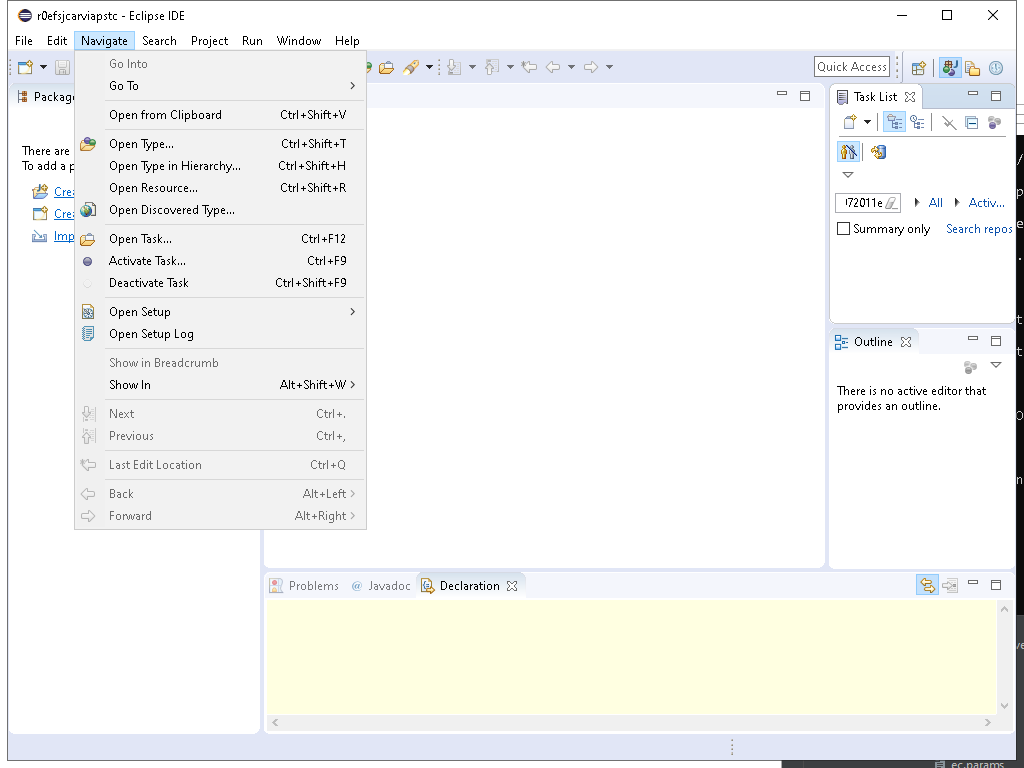 r0efsjcarviapstc - Eclipse IDE
File Edit Navigate Search Project Run Window Help
Quick Access
Go Into
Go To
Open from Clipboard Ctrl+Shift+V
Open Type... Ctrl+Shift+T
Open Type in Hierarchy... Ctrl+Shift+H
Open Resource... Ctrl+Shift+R
Open Discovered Type...
Open Task... Ctrl+F12
Activate Task... Ctrl+F9
Deactivate Task Ctrl+Shift+F9
Open Setup
Open Setup Log
Show in Breadcrumb
Show In Alt+Shift+W
Next Ctrl+.
Previous Ctrl+,
Last Edit Location Ctrl+Q
Back Alt+Left
Forward Alt+Right
Package
There are
To add a p
Crea
Crea
Imp
Task List
72011e All Activ...
Summary only Search repos
Outline
There is no active editor that
provides an outline.
Problems @ Javadoc Declaration
ec.params